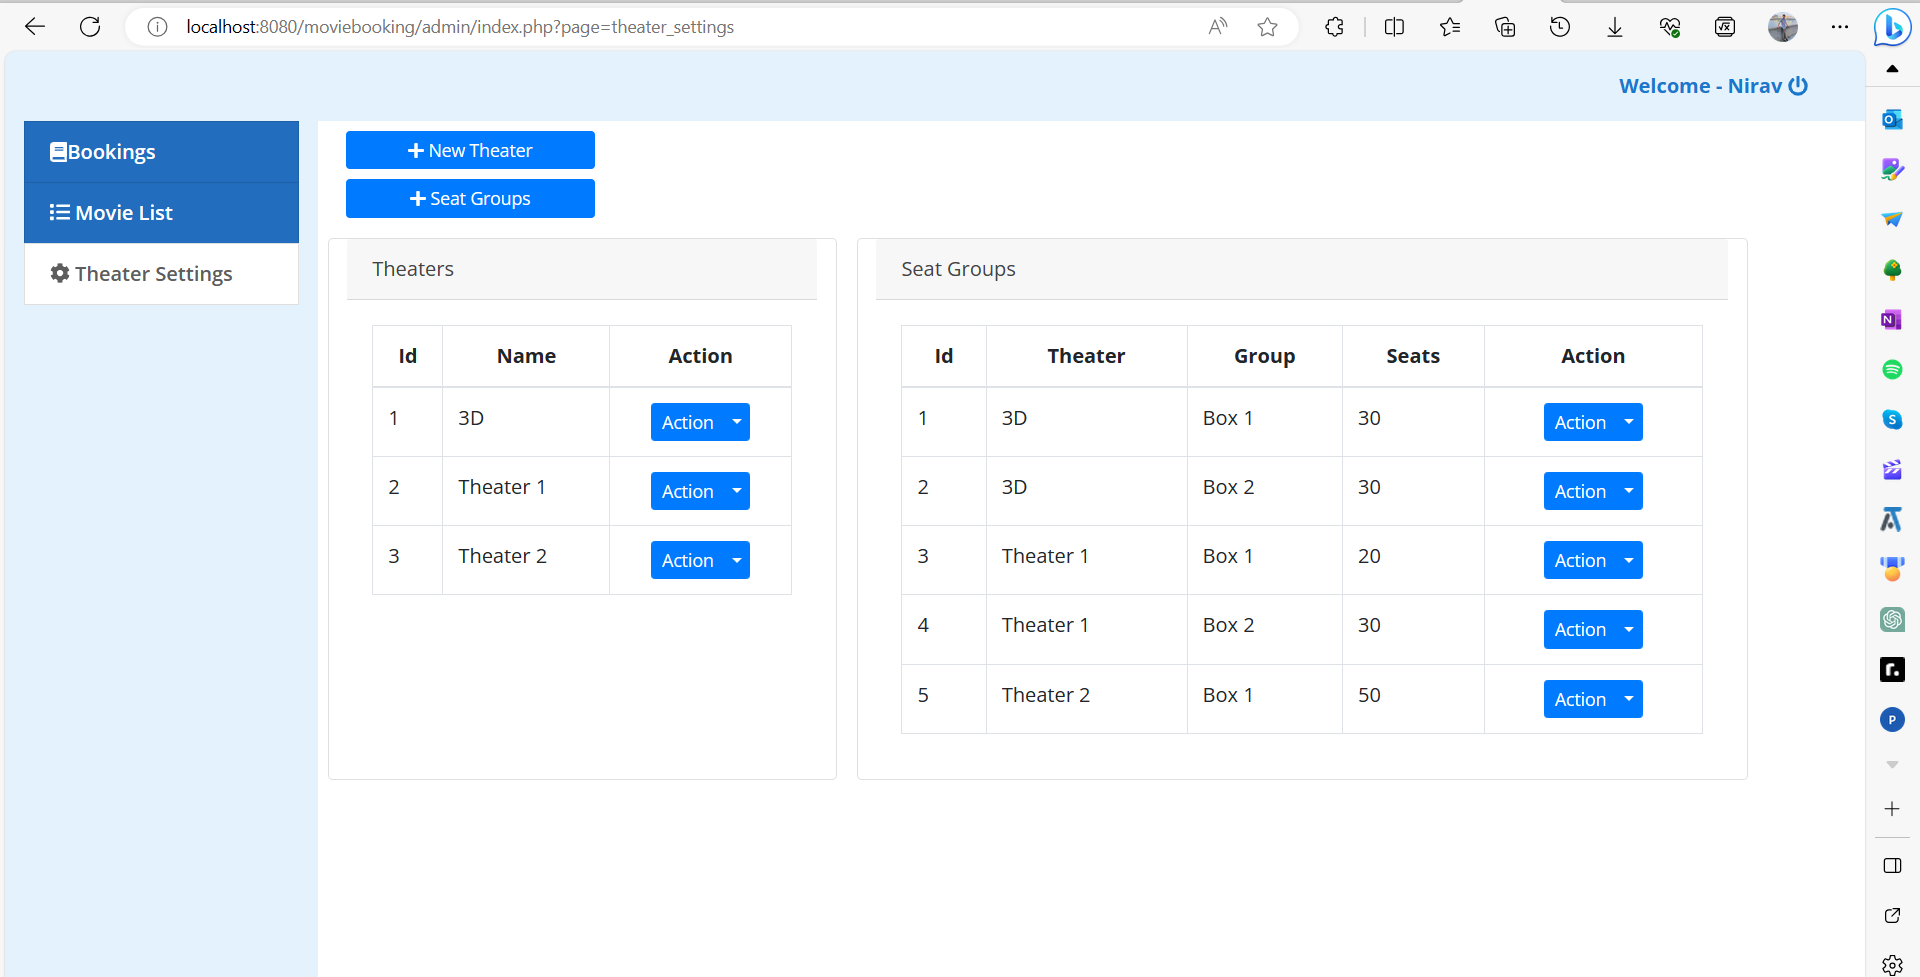 localhost:8080/moviebooking/admin/index.php?page=theater_settings
Welcome - Nirav
Bookings
Movie List
Theater Settings
New Theater
Seat Groups
Theaters
Id Name Action
1 3D Action
2 Theater 1 Action
3 Theater 2 Action
Seat Groups
Id Theater Group Seats Action
1 3D Box 1 30 Action
2 3D Box 2 30 Action
3 Theater 1 Box 1 20 Action
4 Theater 1 Box 2 30 Action
5 Theater 2 Box 1 50 Action